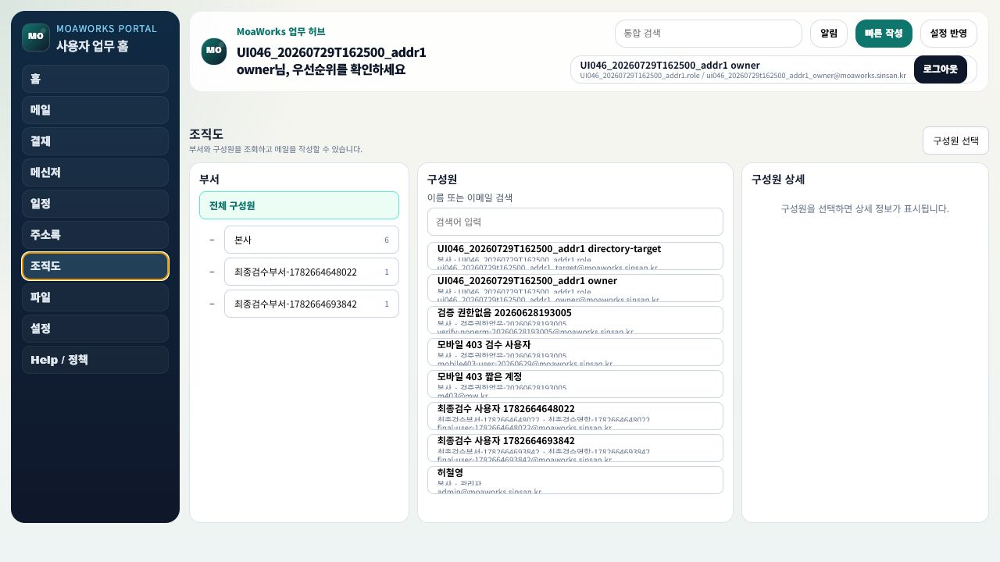 MO
MOAWORKS PORTAL
사용자 업무 홈
홈
메일
결재
메신저
일정
주소록
조직도
파일
설정
Help / 정책
MO
MoaWorks 업무 허브
UI046_20260729T162500_addr1
owner님, 우선순위를 확인하세요
통합 검색
알림
빠른 작성
설정 반영
UI046_20260729T162500_addr1 owner
UI046_20260729T162500_addr1.role / ui046_20260729t162500_addr1_owner@moaworks.sinsan.kr
로그아웃
조직도
부서와 구성원을 조회하고 메일을 작성할 수 있습니다.
구성원 선택
부서
전체 구성원
– 본사 6
– 최종검수부서-1782664648022 1
– 최종검수부서-1782664693842 1
구성원
이름 또는 이메일 검색
검색어 입력
UI046_20260729T162500_addr1 directory-target
본사 · UI046_20260729T162500_addr1.role
ui046_20260729t162500_addr1_target@moaworks.sinsan.kr
UI046_20260729T162500_addr1 owner
본사 · UI046_20260729T162500_addr1.role
ui046_20260729t162500_addr1_owner@moaworks.sinsan.kr
검증 권한없음 20260628193005
본사 · 검증권한없음-20260628193005
verify-noperm-20260628193005@moaworks.sinsan.kr
모바일 403 검수 사용자
본사 · 검증권한없음-20260628193005
mobile403-user-20260629@moaworks.sinsan.kr
모바일 403 짧은 계정
본사 · 검증권한없음-20260628193005
m403@mw.kr
최종검수 사용자 1782664648022
최종검수부서-1782664648022 · 최종검수역할-1782664648022
final-user-1782664648022@moaworks.sinsan.kr
최종검수 사용자 1782664693842
최종검수부서-1782664693842 · 최종검수역할-1782664693842
final-user-1782664693842@moaworks.sinsan.kr
허철영
본사 · 관리자
admin@moaworks.sinsan.kr
구성원 상세
구성원을 선택하면 상세 정보가 표시됩니다.